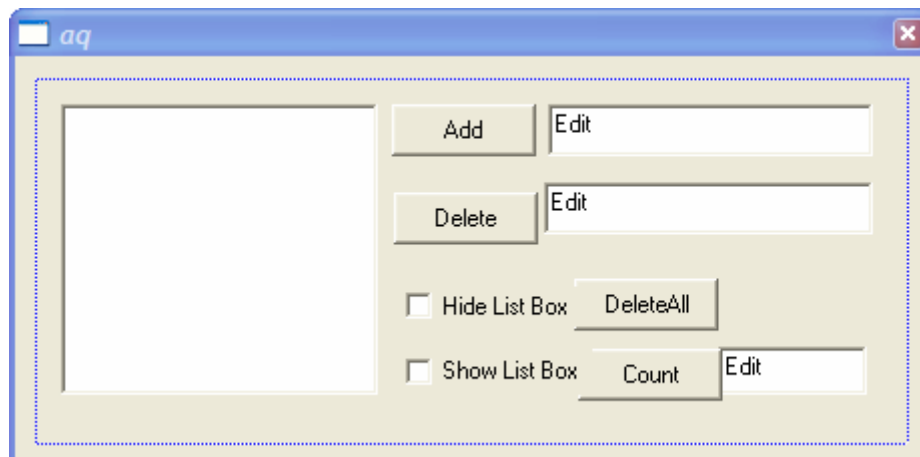 aq
Add Edit
Delete Edit
Hide List Box DeleteAll
Show List Box Count Edit